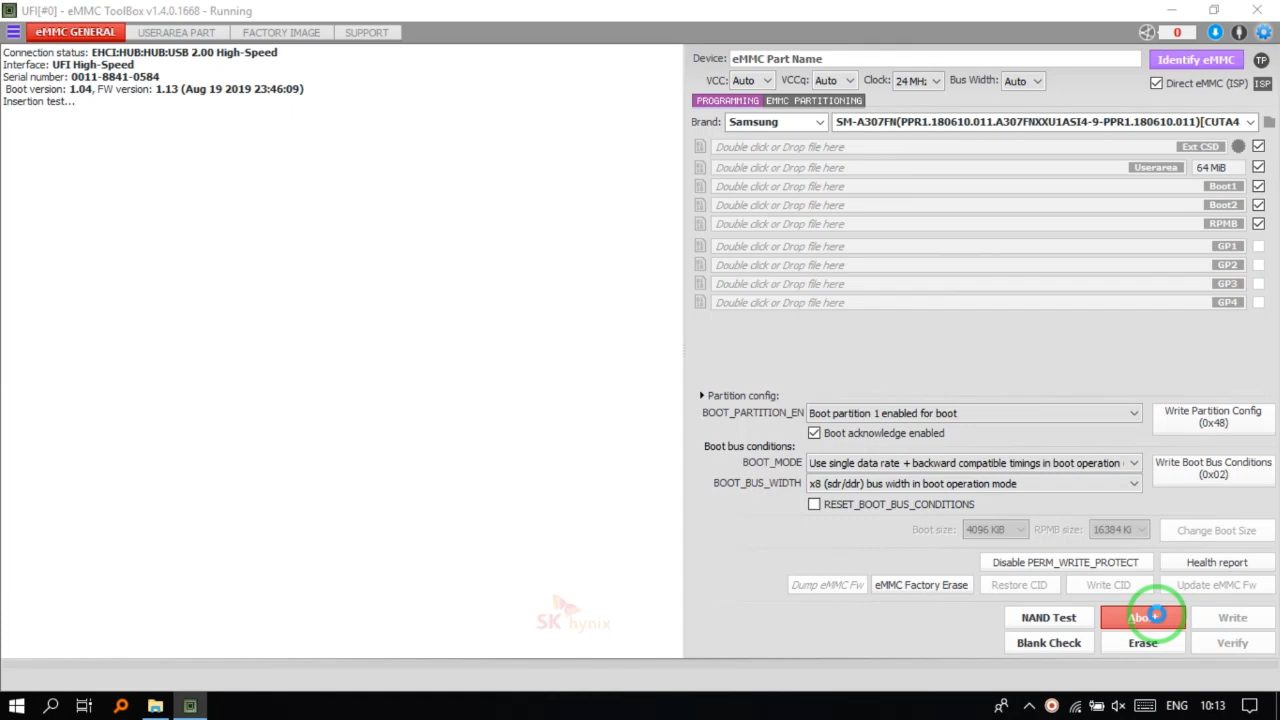 UFI[#0] - eMMC ToolBox v1.4.0.1668 - Running
eMMC GENERAL USERAREA PART FACTORY IMAGE SUPPORT 0
Connection status: EHCI:HUB:HUB:USB 2.00 High-Speed
Interface: UFI High-Speed
Serial number: 0011-8841-0584
Boot version: 1.04, FW version: 1.13 (Aug 19 2019 23:46:09)
Insertion test...
Device: eMMC Part Name Identify eMMC TP
VCC: Auto VCCq: Auto Clock: 24 MHz Bus Width: Auto Direct eMMC (ISP) ISP
PROGRAMMING EMMC PARTITIONING
Brand: Samsung SM-A307FN(PPR1.180610.011.A307FNXXU1ASI4-9-PPR1.180610.011)[CUTA4
Double click or Drop file here Ext CSD
Double click or Drop file here Userarea 64 MiB
Double click or Drop file here Boot1
Double click or Drop file here Boot2
Double click or Drop file here RPMB
Double click or Drop file here GP1
Double click or Drop file here GP2
Double click or Drop file here GP3
Double click or Drop file here GP4
Partition config:
BOOT_PARTITION_EN Boot partition 1 enabled for boot Write Partition Config
(0x48)
Boot acknowledge enabled
Boot bus conditions:
BOOT_MODE Use single data rate + backward compatible timings in boot operation Write Boot Bus Conditions
(0x02)
BOOT_BUS_WIDTH x8 (sdr/ddr) bus width in boot operation mode
RESET_BOOT_BUS_CONDITIONS
Boot size: 4096 KiB RPMB size: 16384 Ki Change Boot Size
Disable PERM_WRITE_PROTECT Health report
Dump eMMC Fw eMMC Factory Erase Restore CID Write CID Update eMMC Fw
SK hynix
NAND Test Write
Blank Check Erase Verify
ENG 10:13